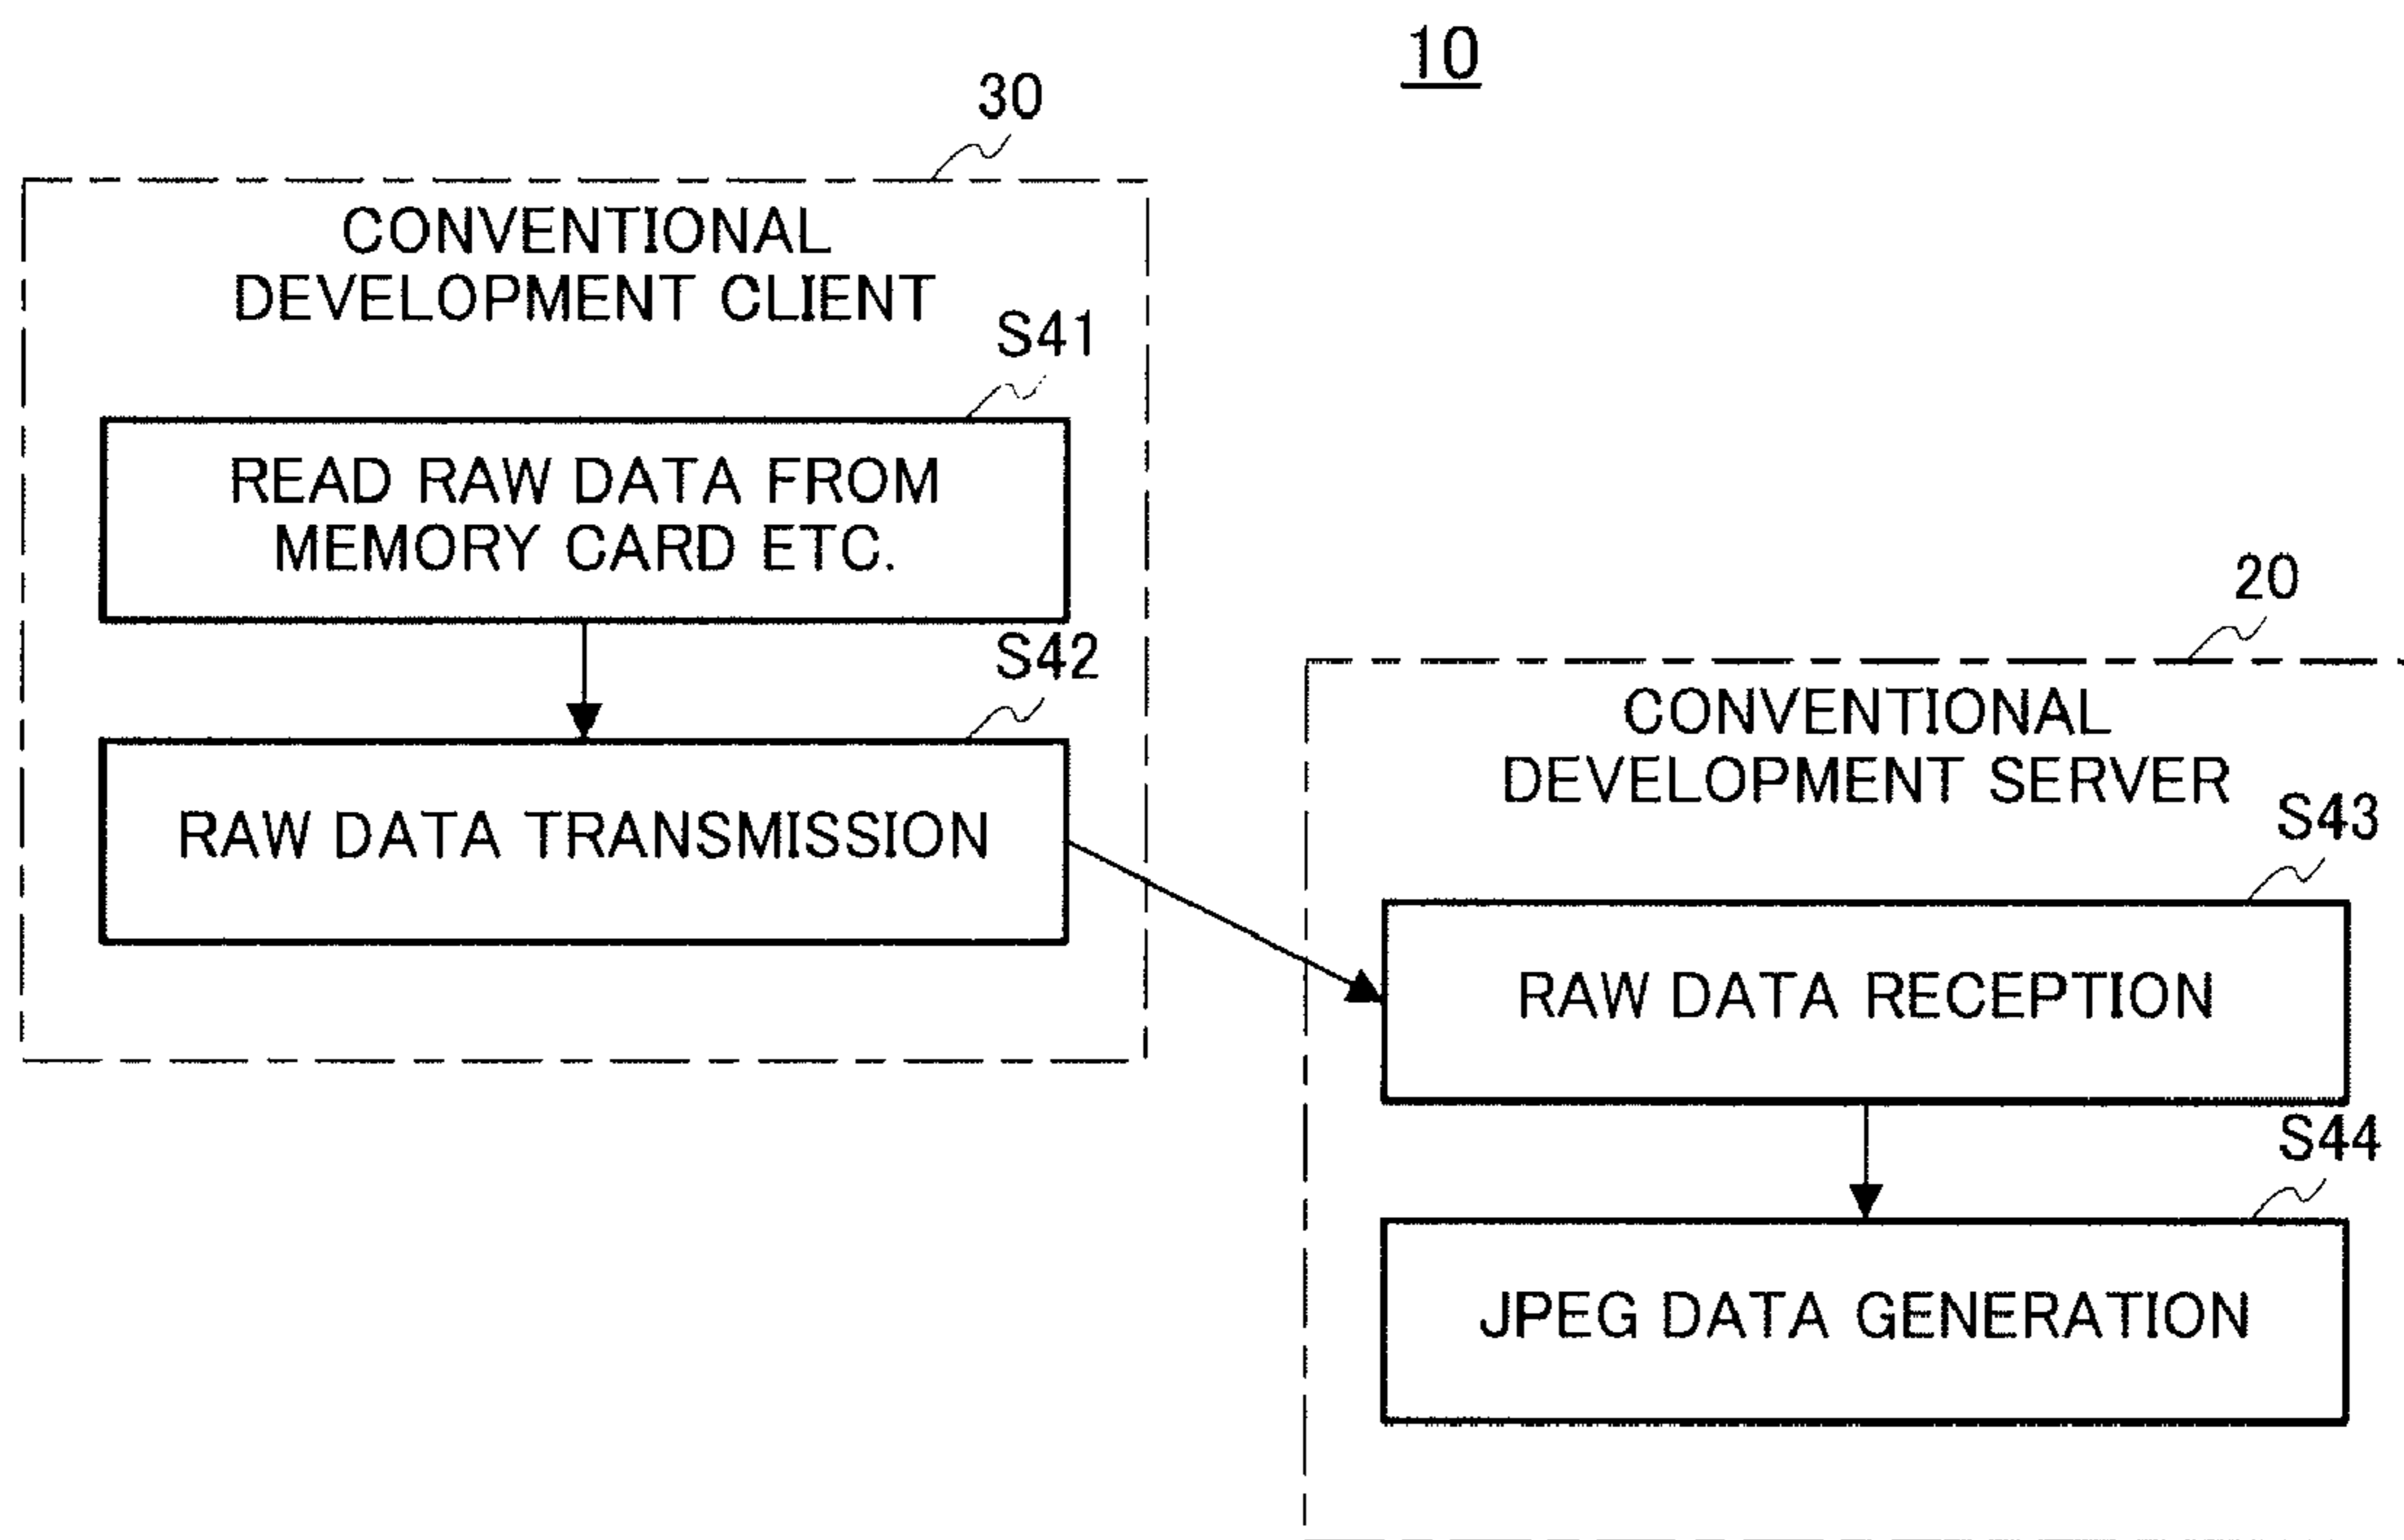 10
30
CONVENTIONAL
DEVELOPMENT CLIENT
S41
READ RAW DATA FROM
MEMORY CARD ETC.
S42
RAW DATA TRANSMISSION
20
CONVENTIONAL
DEVELOPMENT SERVER
S43
RAW DATA RECEPTION
S44
JPEG DATA GENERATION